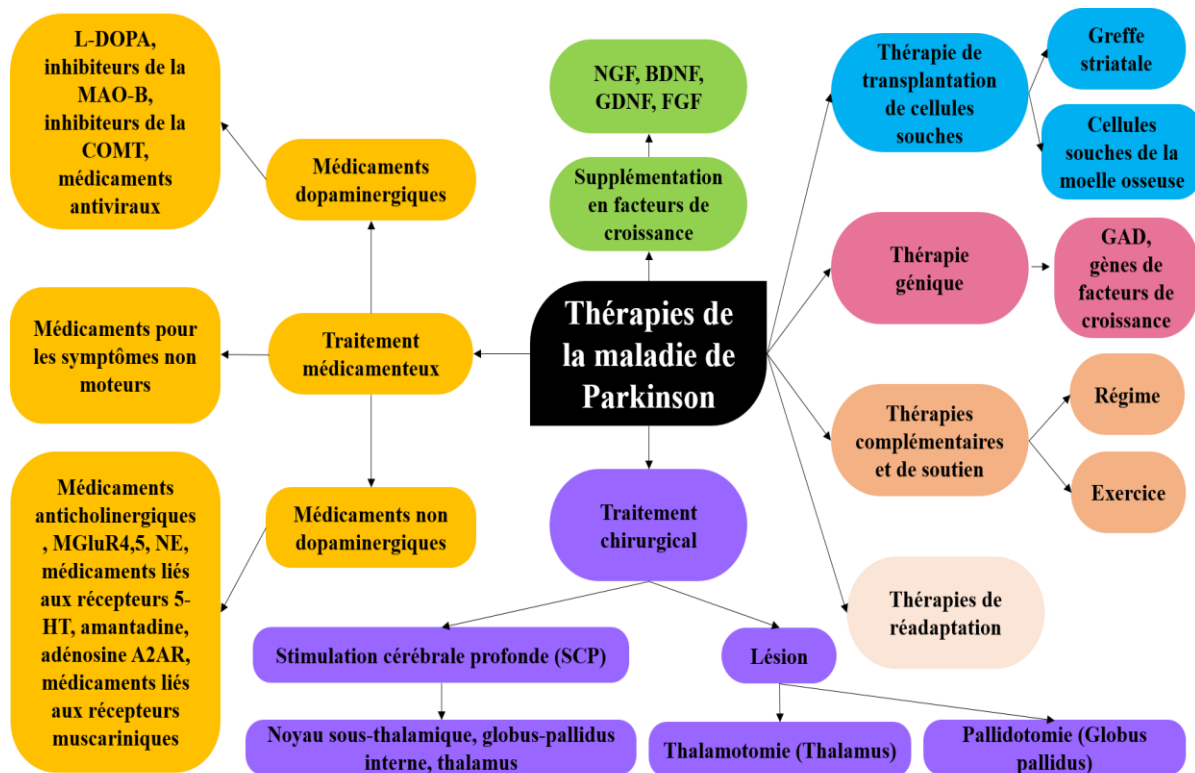 L-DOPA,
inhibiteurs de la
MAO-B,
inhibiteurs de la
COMT,
médicaments
antiviraux
Médicaments
dopaminergiques
Médicaments pour
les symptômes non
moteurs
Traitement
médicamenteux
Médicaments
anticholinergiques
, MGluR4,5, NE,
médicaments liés
aux récepteurs 5-
HT, amantadine,
adénosine A2AR,
médicaments liés
aux récepteurs
muscariniques
Médicaments non
dopaminergiques
NGF, BDNF,
GDNF, FGF
Supplémentation
en facteurs de
croissance
Thérapies de
la maladie de
Parkinson
Traitement
chirurgical
Stimulation cérébrale profonde (SCP)
Noyau sous-thalamique, globus-pallidus
interne, thalamus
Lésion
Thalamotomie (Thalamus)
Pallidotomie (Globus
pallidus)
Thérapie de
transplantation
de cellules
souches
Greffe
striatale
Cellules
souches de la
moelle osseuse
Thérapie
génique
GAD,
gènes de
facteurs de
croissance
Thérapies
complémentaires
et de soutien
Régime
Exercice
Thérapies de
réadaptation